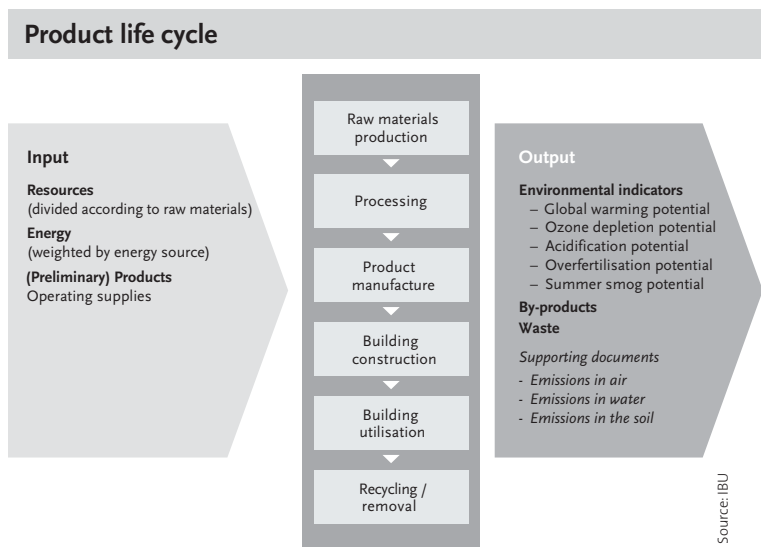 Product life cycle
Input
Resources
(divided according to raw materials)
Energy
(weighted by energy source)
(Preliminary) Products
Operating supplies
Raw materials
production
Processing
Product
manufacture
Building
construction
Building
utilisation
Recycling /
removal
Output
Environmental indicators
– Global warming potential
– Ozone depletion potential
– Acidification potential
– Overfertilisation potential
– Summer smog potential
By-products
Waste
Supporting documents
- Emissions in air
- Emissions in water
- Emissions in the soil
Source: IBU